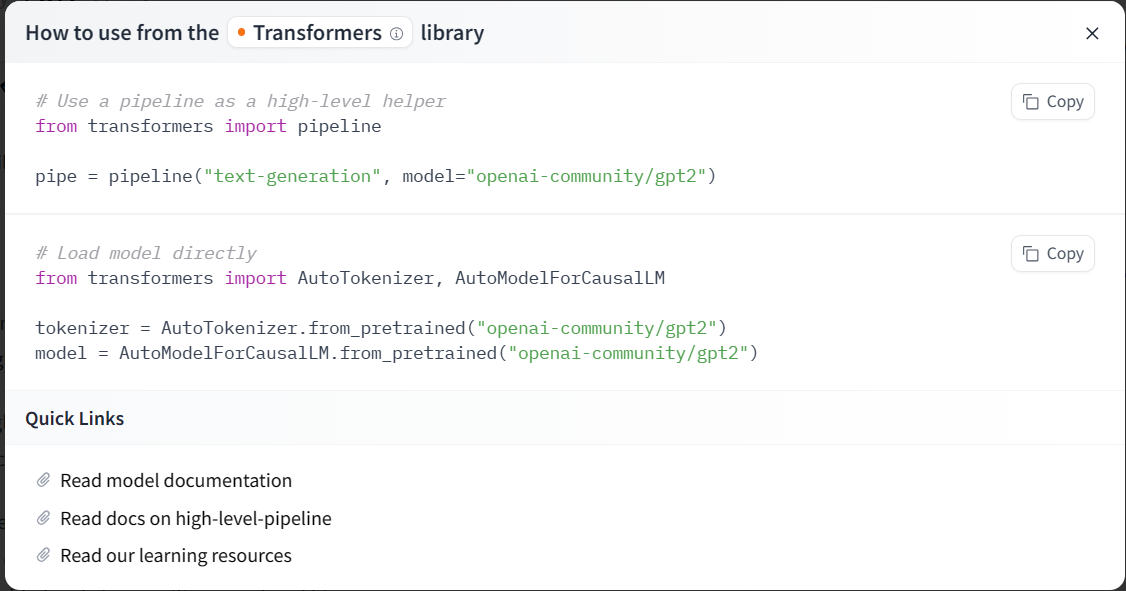 How to use from the Transformers library
# Use a pipeline as a high-level helper
Copy
from transformers import pipeline
pipe = pipeline("text-generation", model="openai-community/gpt2")
# Load model directly
Copy
from transformers import AutoTokenizer, AutoModelForCausalLM
tokenizer = AutoTokenizer.from_pretrained("openai-community/gpt2")
model = AutoModelForCausalLM.from_pretrained("openai-community/gpt2")
Quick Links
Read model documentation
Read docs on high-level-pipeline
Read our learning resources